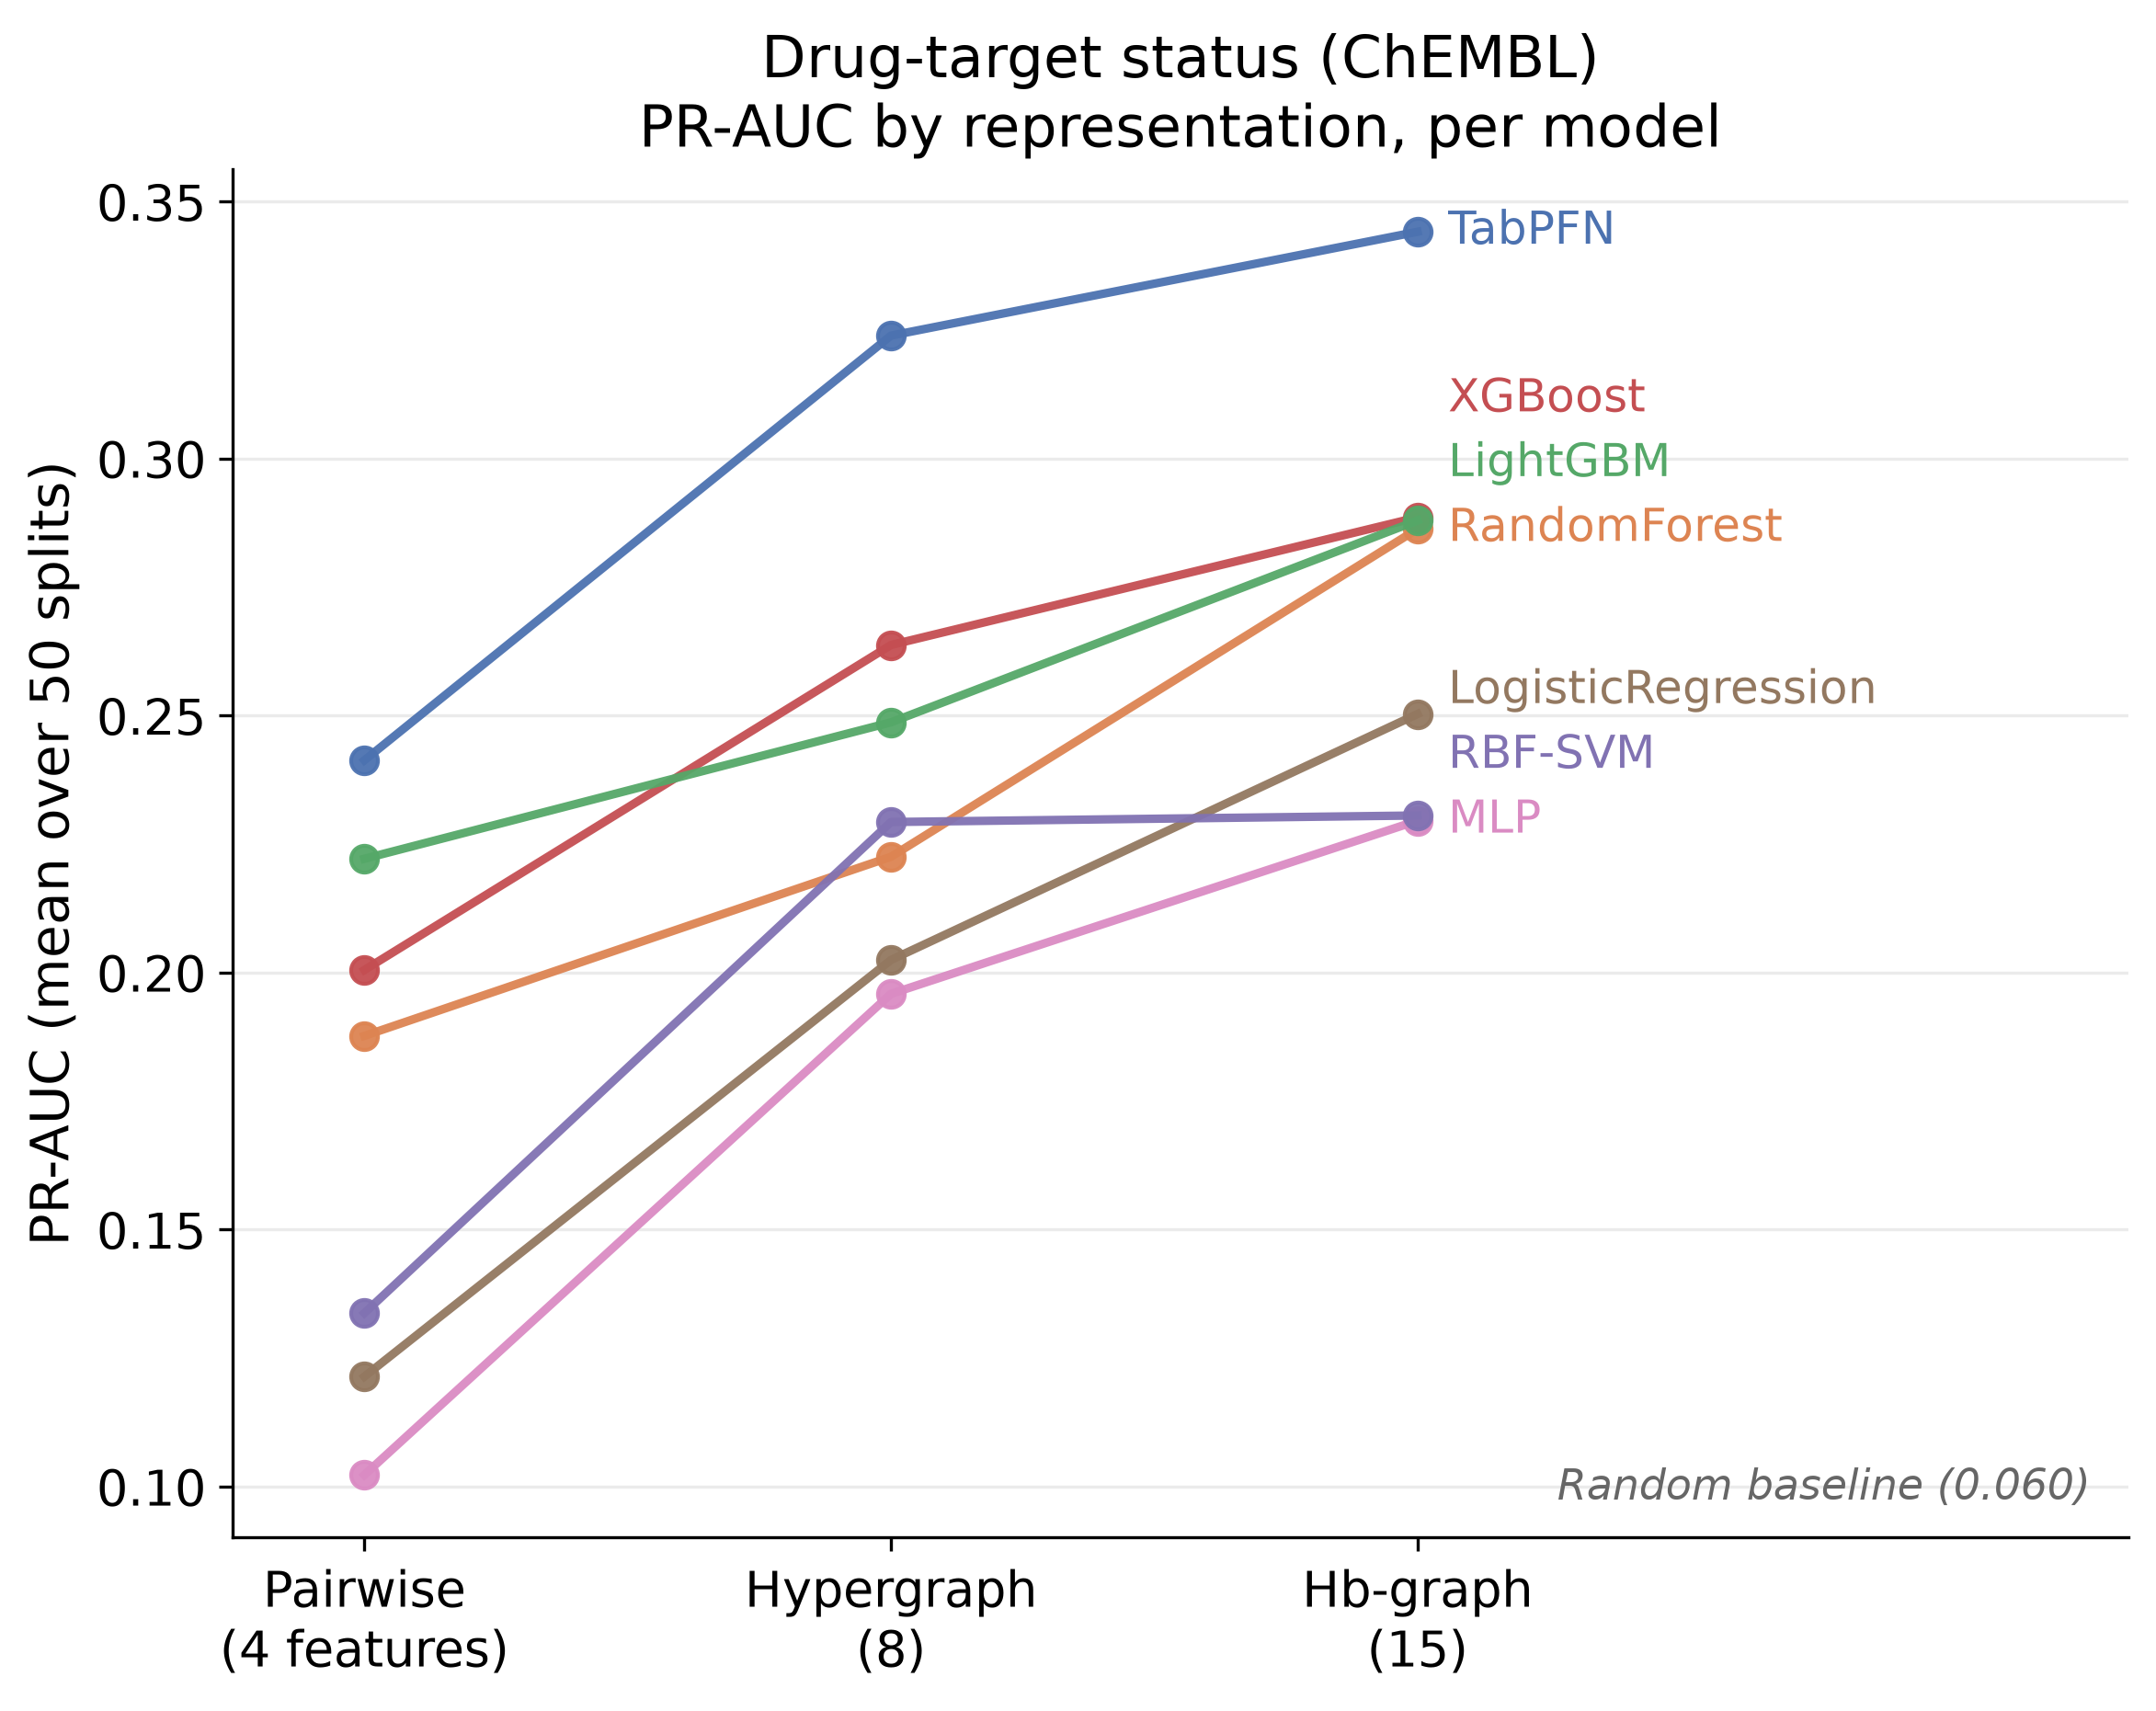 Drug-target status (ChEMBL)
PR-AUC by representation, per model
PR-AUC (mean over 50 splits)
0.35
0.30
0.25
0.20
0.15
0.10
TabPFN
XGBoost
LightGBM
RandomForest
LogisticRegression
RBF-SVM
MLP
Random baseline (0.060)
Pairwise
(4 features)
Hypergraph
(8)
Hb-graph
(15)